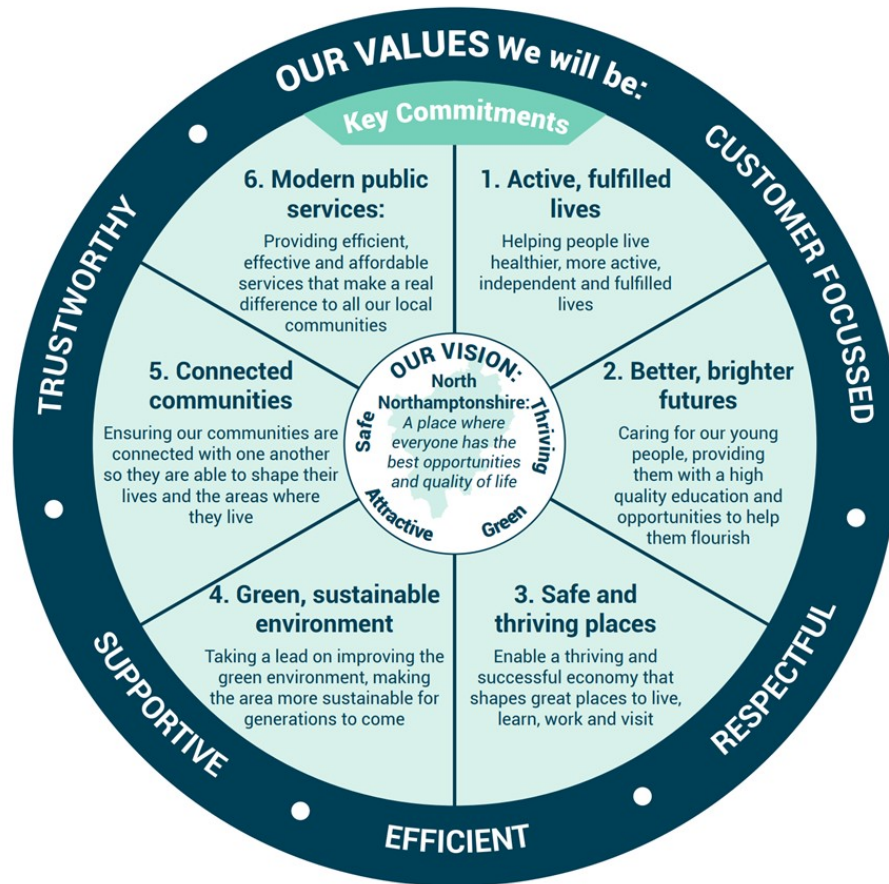 OUR VALUES We will be:
CUSTOMER FOCUSSED
RESPECTFUL
EFFICIENT
SUPPORTIVE
TRUSTWORTHY
Key Commitments
1. Active, fulfilled
lives
Helping people live
healthier, more active,
independent and fulfilled
lives
2. Better, brighter
futures
Caring for our young
people, providing
them with a high
quality education and
opportunities to help
them flourish
3. Safe and
thriving places
Enable a thriving and
successful economy that
shapes great places to live,
learn, work and visit
4. Green, sustainable
environment
Taking a lead on improving the
green environment, making
the area more sustainable for
generations to come
5. Connected
communities
Ensuring our communities are
connected with one another
so they are able to shape their
lives and the areas where
they live
6. Modern public
services:
Providing efficient,
effective and affordable
services that make a real
difference to all our local
communities
OUR VISION:
North
Northamptonshire:
A place where
everyone has the
best opportunities
and quality of life
Safe
Attractive
Green
Thriving